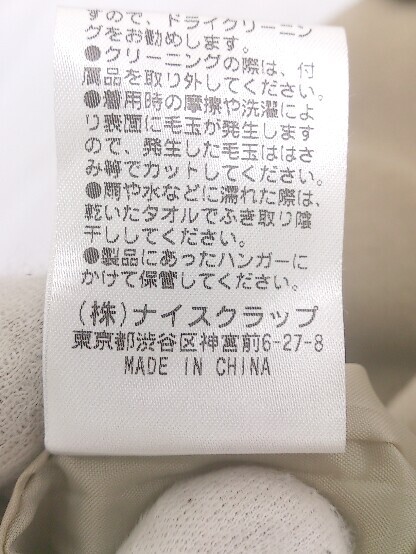 すので、ドライクリーニン
グをお勧めします。
●クリーニングの際は、付
属品を取り外してください。
●着用時の摩擦や洗濯によ
り表面に毛玉が発生します
ので、発生した毛玉ははさ
み等でカットしてください。
●雨や水などに濡れた際は、
乾いたタオルでふき取り陰
干ししてください。
●製品にあったハンガーに
かけて保管してください。
(株)ナイスクラップ
東京都渋谷区神宮前6-27-8
MADE IN CHINA